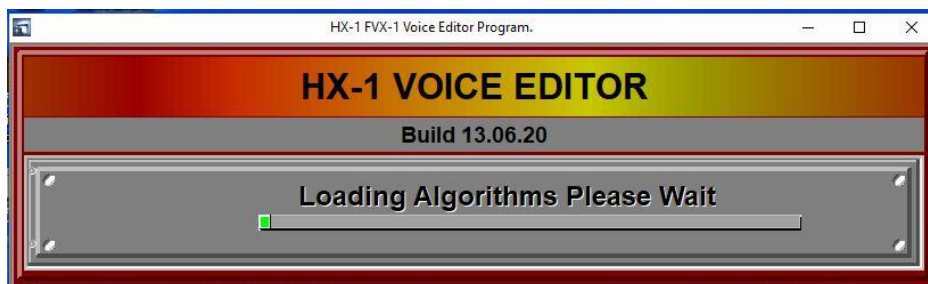 HX-1 FVX-1 Voice Editor Program.
HX-1 VOICE EDITOR
Build 13.06.20
Loading Algorithms Please Wait